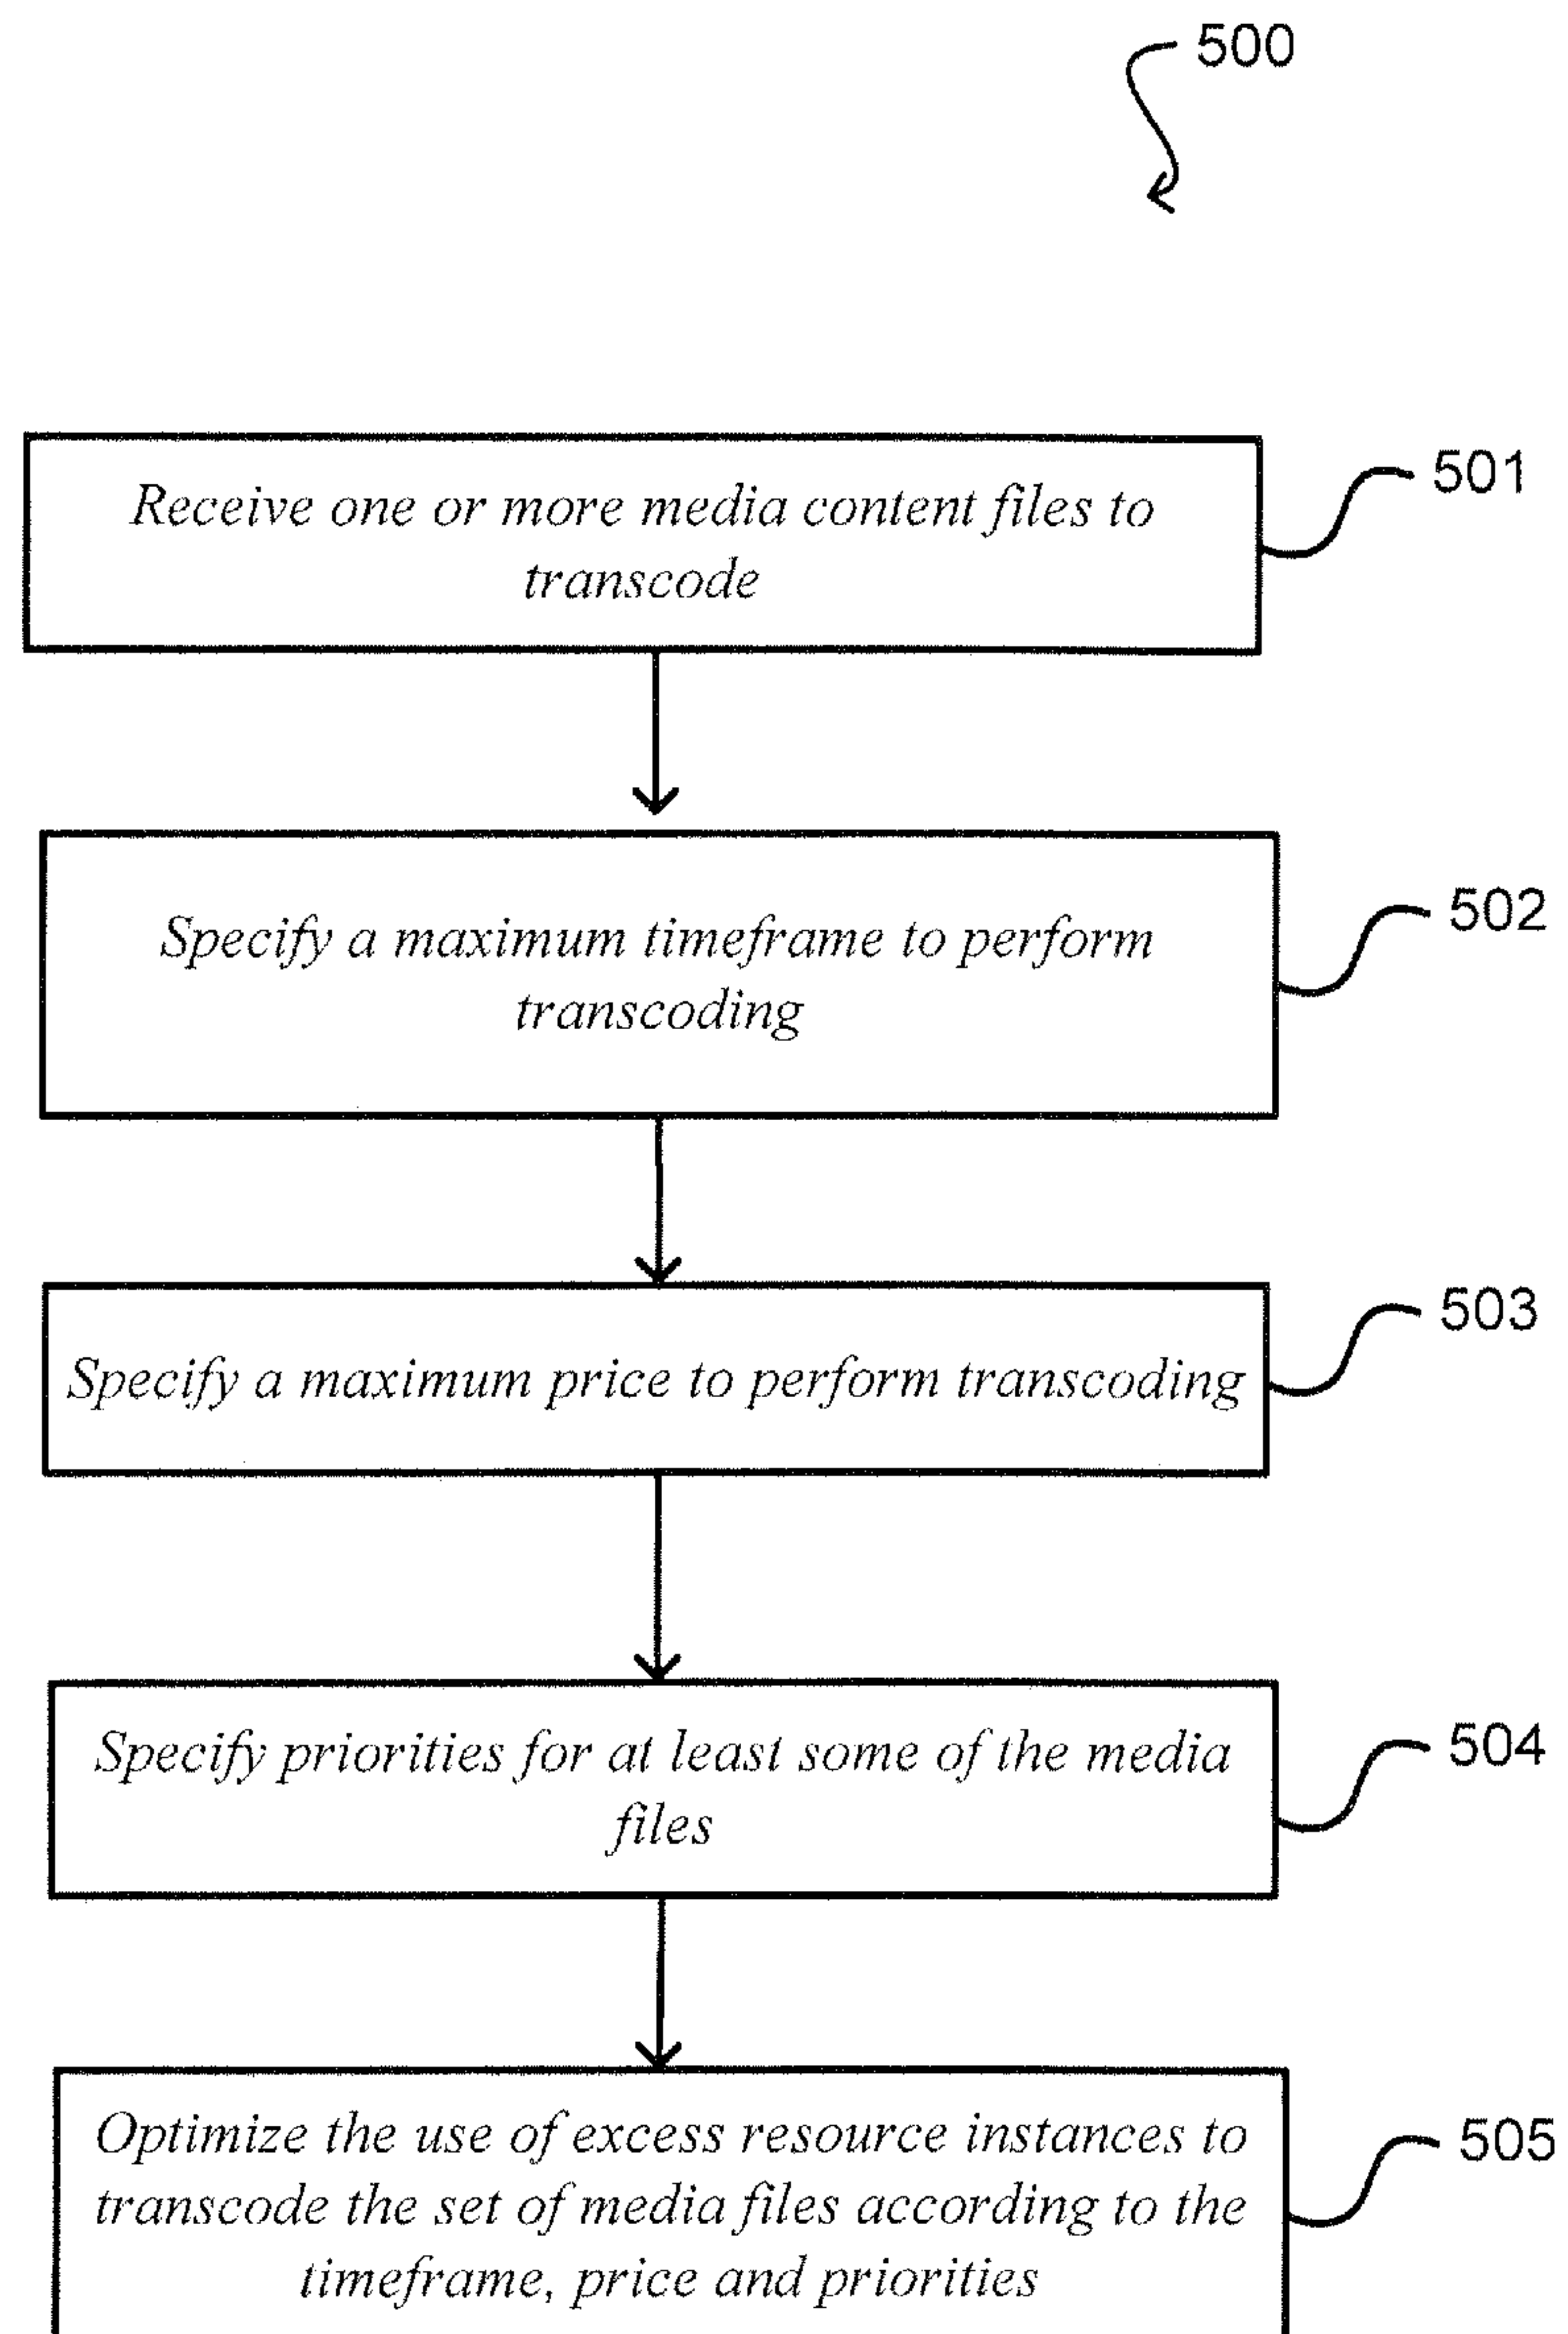 500
Receive one or more media content files to
transcode
501
Specify a maximum timeframe to perform
transcoding
502
Specify a maximum price to perform transcoding
503
Specify priorities for at least some of the media
files
504
Optimize the use of excess resource instances to
transcode the set of media files according to the
timeframe, price and priorities
505